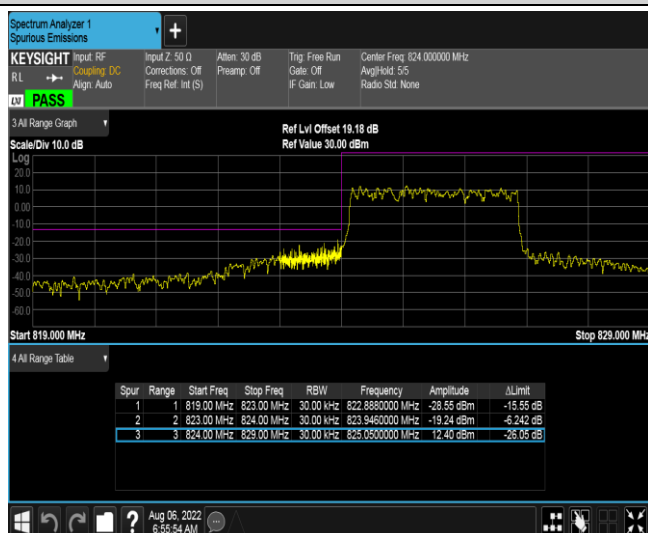 Spectrum Analyzer 1
Spurious Emissions
KEYSIGHT Input: RF Input Z: 50 Ω Atten: 30 dB Trig: Free Run Center Freq: 824.000000 MHz
R L Coupling: DC Corrections: Off Preamp: Off Gate: Off Avg|Hold: 5/5
Align: Auto Freq Ref: Int (S) IF Gain: Low Radio Std: None
LXI PASS
3 All Range Graph
Ref Lvl Offset 19.18 dB
Scale/Div 10.0 dB Ref Value 30.00 dBm
Log
20.0
10.0
0.00
-10.0
-20.0
-30.0
-40.0
-50.0
-60.0
Start 819.000 MHz Stop 829.000 MHz
4 All Range Table
Spur Range Start Freq Stop Freq RBW Frequency Amplitude ΔLimit
1 1 819.00 MHz 823.00 MHz 30.00 kHz 822.8880000 MHz -28.55 dBm -15.55 dB
2 2 823.00 MHz 824.00 MHz 30.00 kHz 823.9460000 MHz -19.24 dBm -6.242 dB
3 3 824.00 MHz 829.00 MHz 30.00 kHz 825.0500000 MHz 12.40 dBm -26.05 dB
? Aug 06, 2022
6:55:54 AM